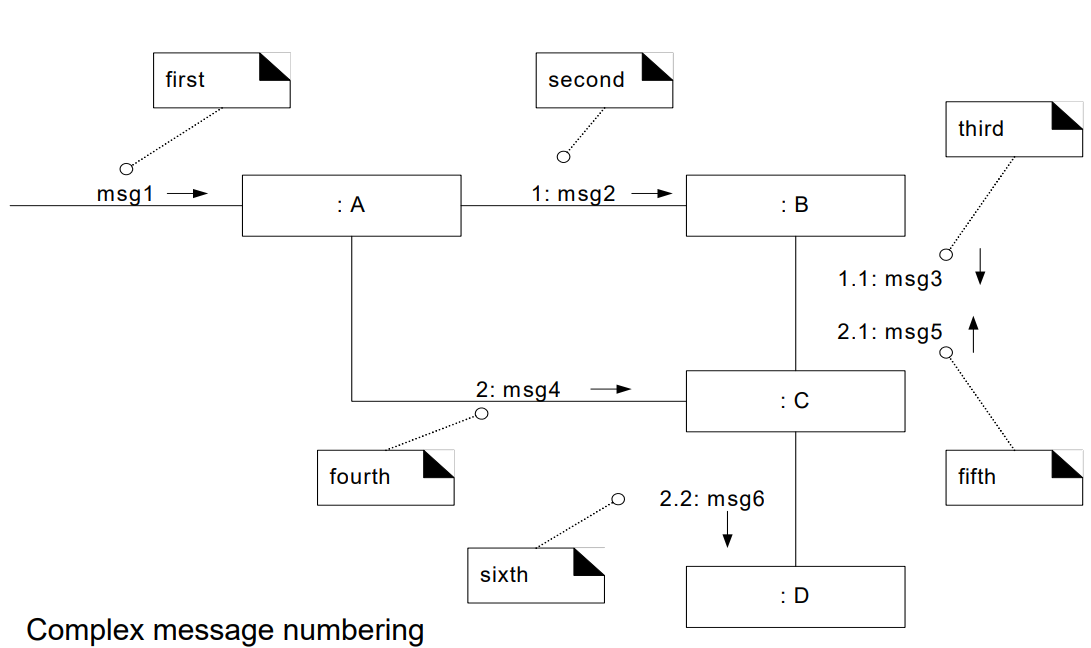 first
second
third
msg1
: A
1: msg2
: B
1.1: msg3
2.1: msg5
2: msg4
: C
fourth
fifth
2.2: msg6
sixth
: D
Complex message numbering